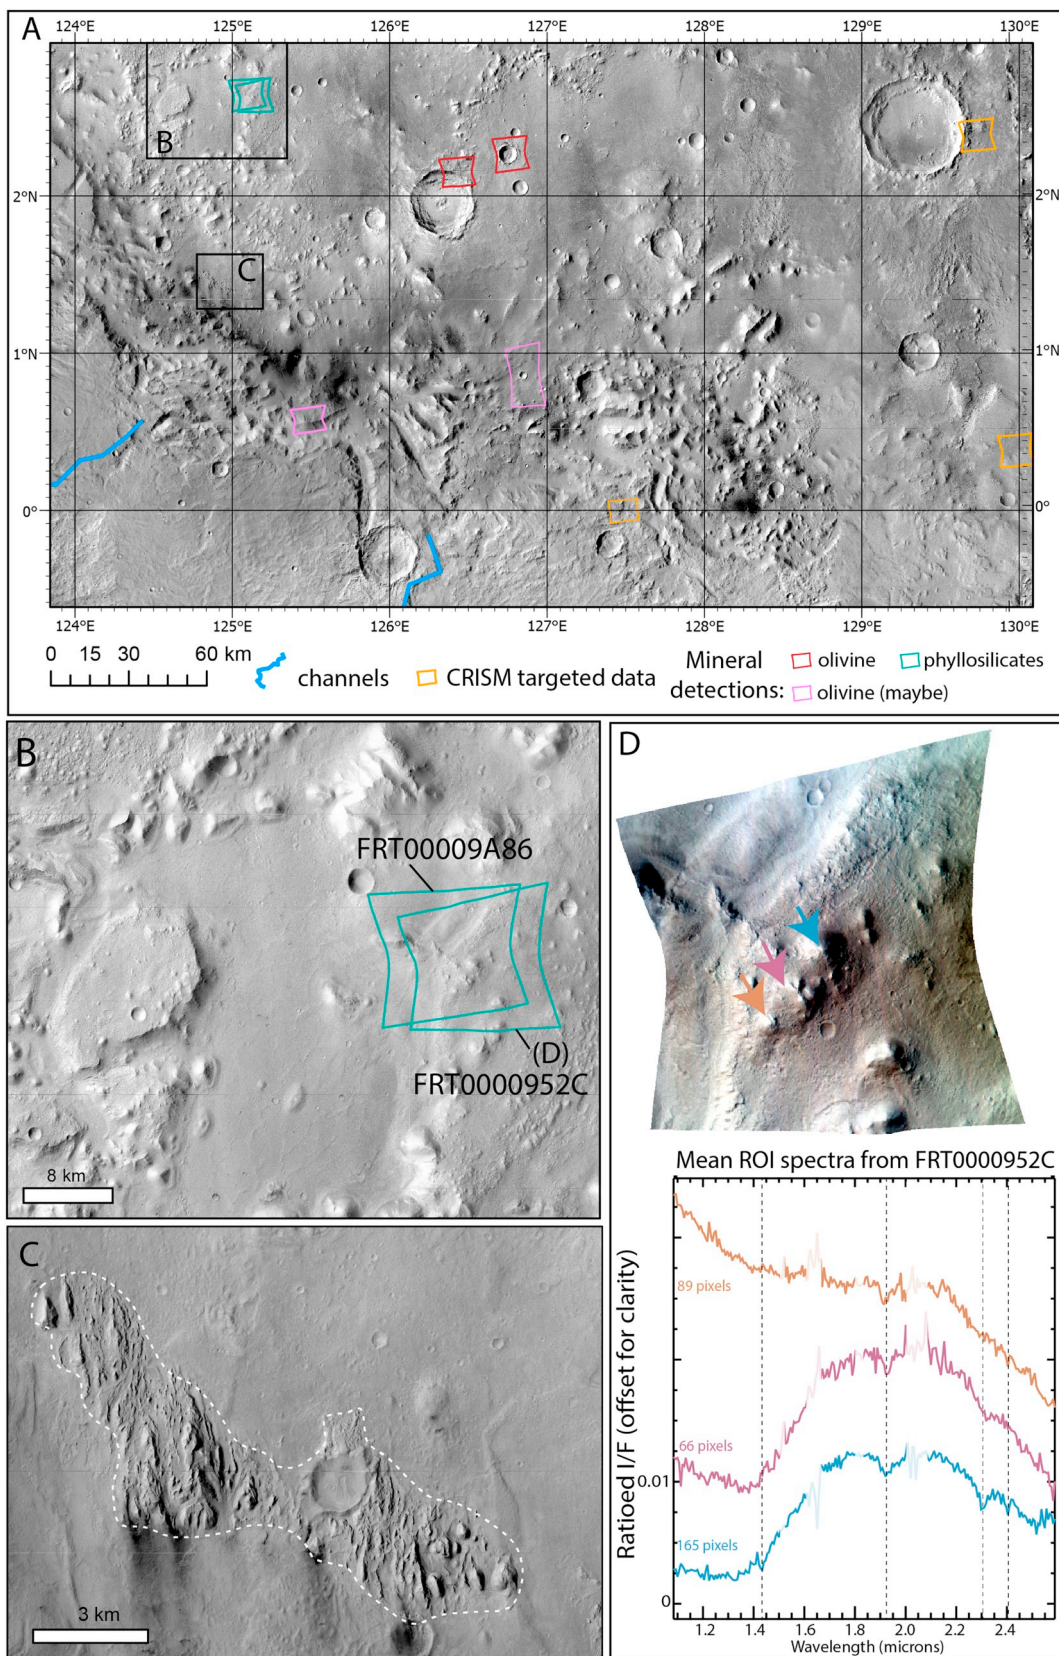 A
124°E 125°E 126°E 127°E 128°E 129°E 130°E
B
2°N 2°N
C
1°N 1°N
0° 0°
124°E 125°E 126°E 127°E 128°E 129°E 130°E
0 15 30 60 km
channels
CRISM targeted data
Mineral
detections:
olivine
phyllosilicates
olivine (maybe)
B
FRT00009A86
(D)
FRT0000952C
8 km
C
3 km
D
Mean ROI spectra from FRT0000952C
Ratioed I/F (offset for clarity)
89 pixels
66 pixels
0.01
165 pixels
0
1.2 1.4 1.6 1.8 2.0 2.2 2.4
Wavelength (microns)